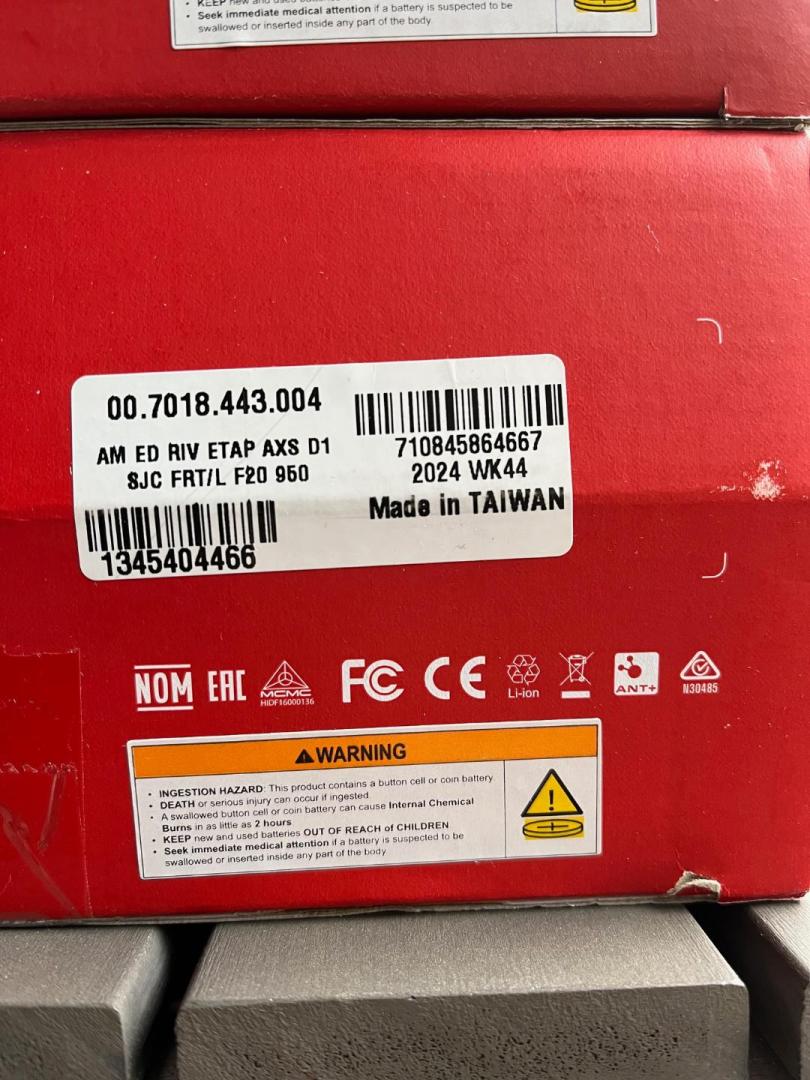 Seek immediate medical attention if a battery is suspected to be
swallowed or inserted inside any part of the body.
00.7018.443.004
AM ED RIV ETAP AXS D1
SJC FRT/L F20 950
1345404466
710845864667
2024 WK44
Made in TAIWAN
NOM EAC MCMC FC CE Li-ion ANT+
HIDF16000136
N30485
WARNING
• INGESTION HAZARD: This product contains a button cell or coin battery
• DEATH or serious injury can occur if ingested.
• A swallowed button cell or coin battery can cause Internal Chemical
Burns in as little as 2 hours
• KEEP new and used batteries OUT OF REACH of CHILDREN
• Seek immediate medical attention if a battery is suspected to be
swallowed or inserted inside any part of the body